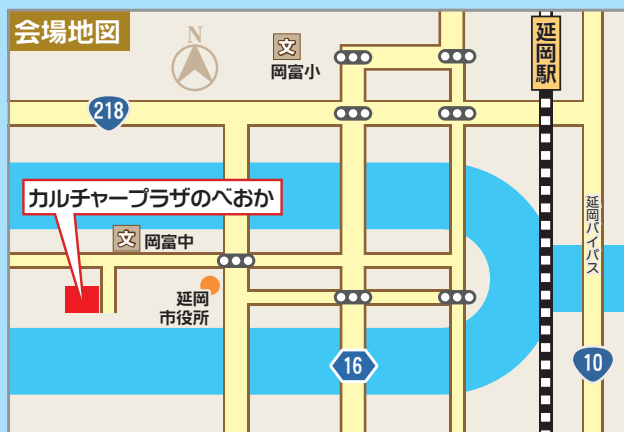 会場地図
N
文
岡富小
延岡駅
218
カルチャープラザのべおか
文 岡富中
延岡
市役所
延岡バイパス
16
10